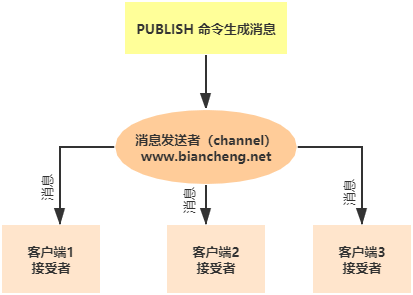 PUBLISH 命令生成消息
消息发送者（channel）
www.biancheng.net
消息
消息
消息
客户端1
接受者
客户端2
接受者
客户端3
接受者